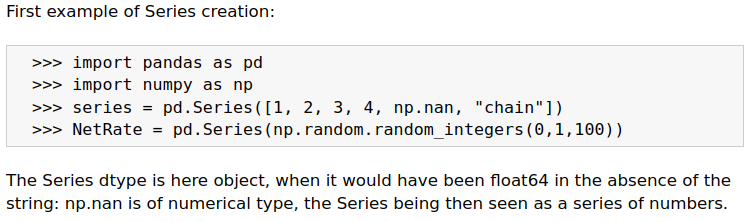 First example of Series creation:
>>> import pandas as pd
>>> import numpy as np
>>> series = pd.Series([1, 2, 3, 4, np.nan, "chain"])
>>> NetRate = pd.Series(np.random.random_integers(0,1,100))
The Series dtype is here object, when it would have been float64 in the absence of the
string: np.nan is of numerical type, the Series being then seen as a series of numbers.